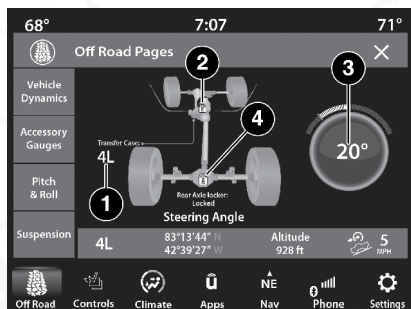 68° 7:07 71°
Off Road Pages
2
3
Vehicle
Dynamics
Accessory
Gauges
4
Transfer Case:
4L
20°
Pitch
& Roll
1
Rear Axle locker:
Locked
Steering Angle
Suspension
4L
83°13'44" N
42°39'27" W
Altitude
928 ft
5
MPH
Off Road
Controls
Climate
ū
Apps
NE
Nav
Phone
Settings